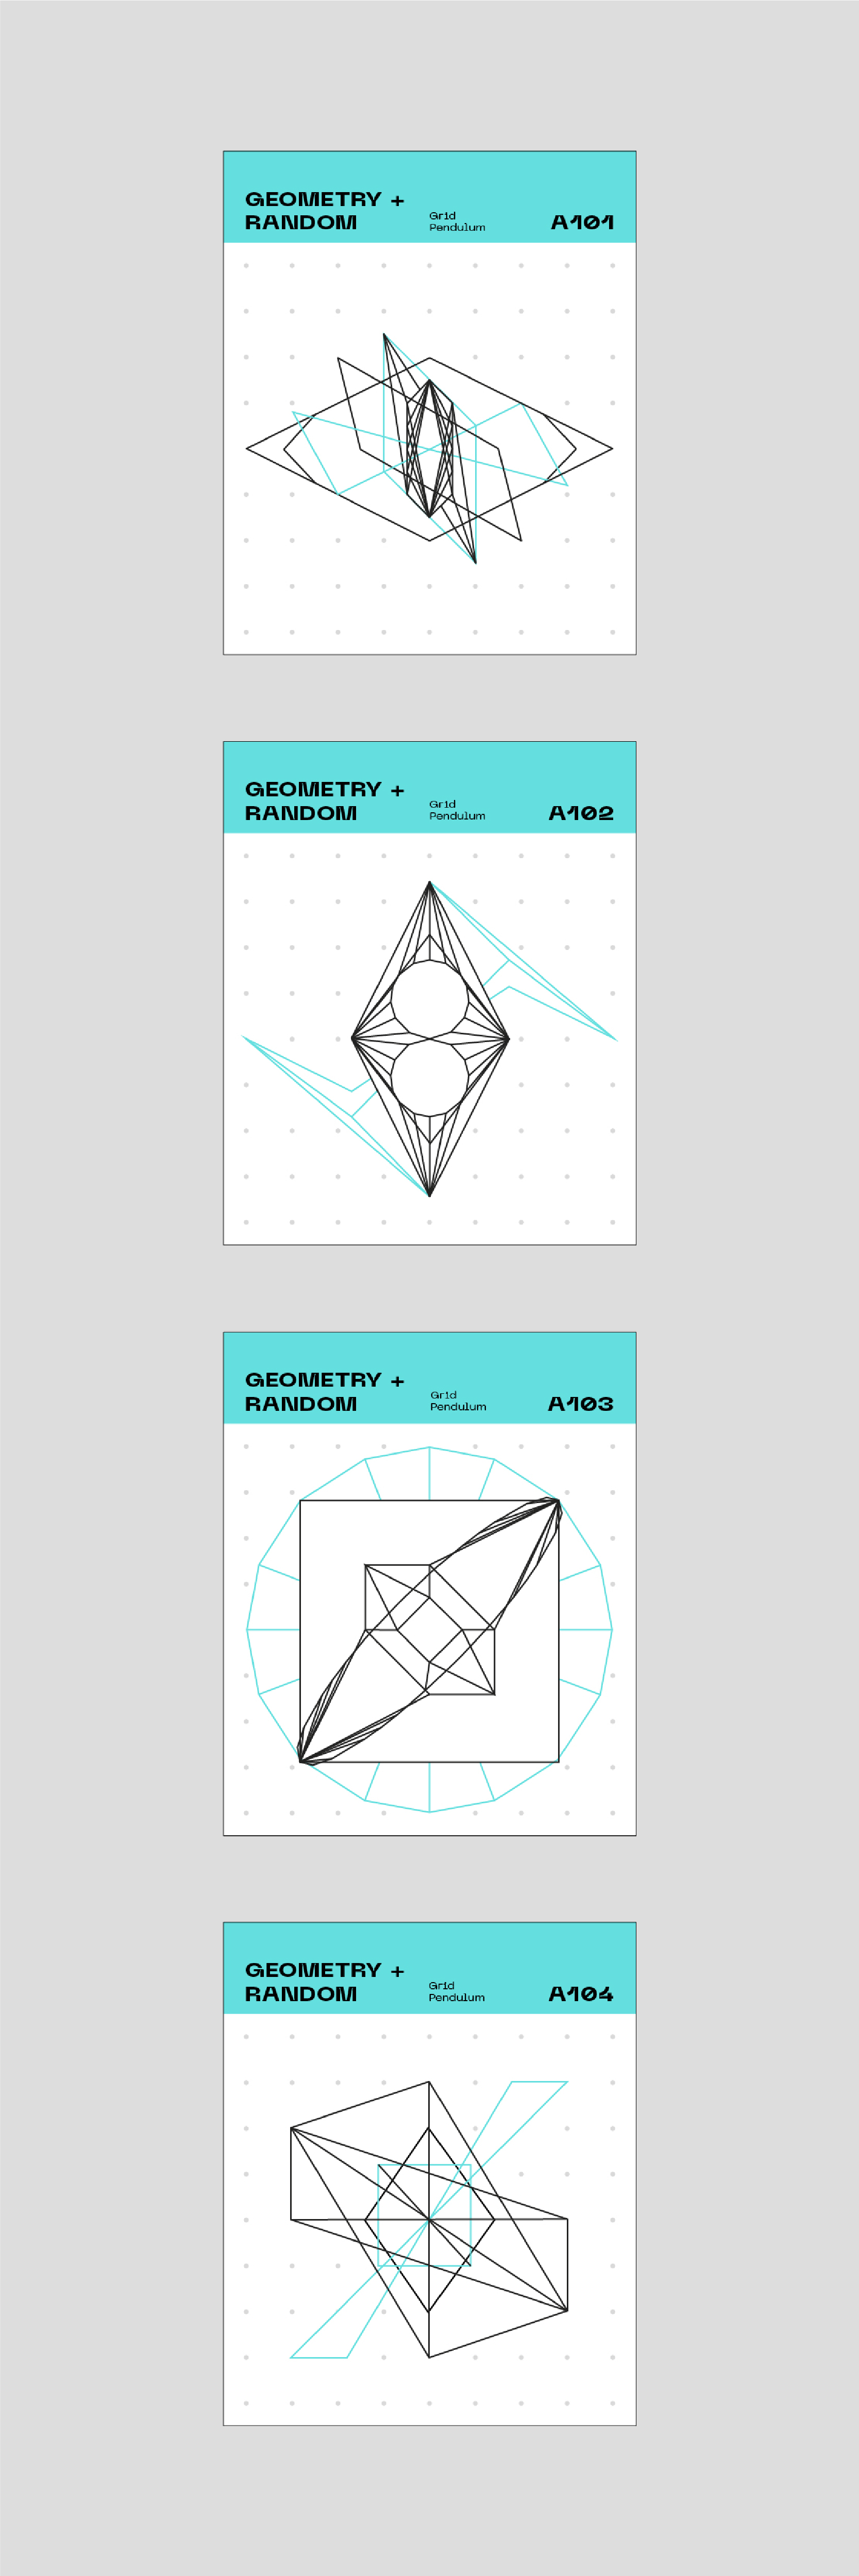 GEOMETRY +
RANDOM
Grid
Pendulum
A101
GEOMETRY +
RANDOM
Grid
Pendulum
A102
GEOMETRY +
RANDOM
Grid
Pendulum
A103
GEOMETRY +
RANDOM
Grid
Pendulum
A104